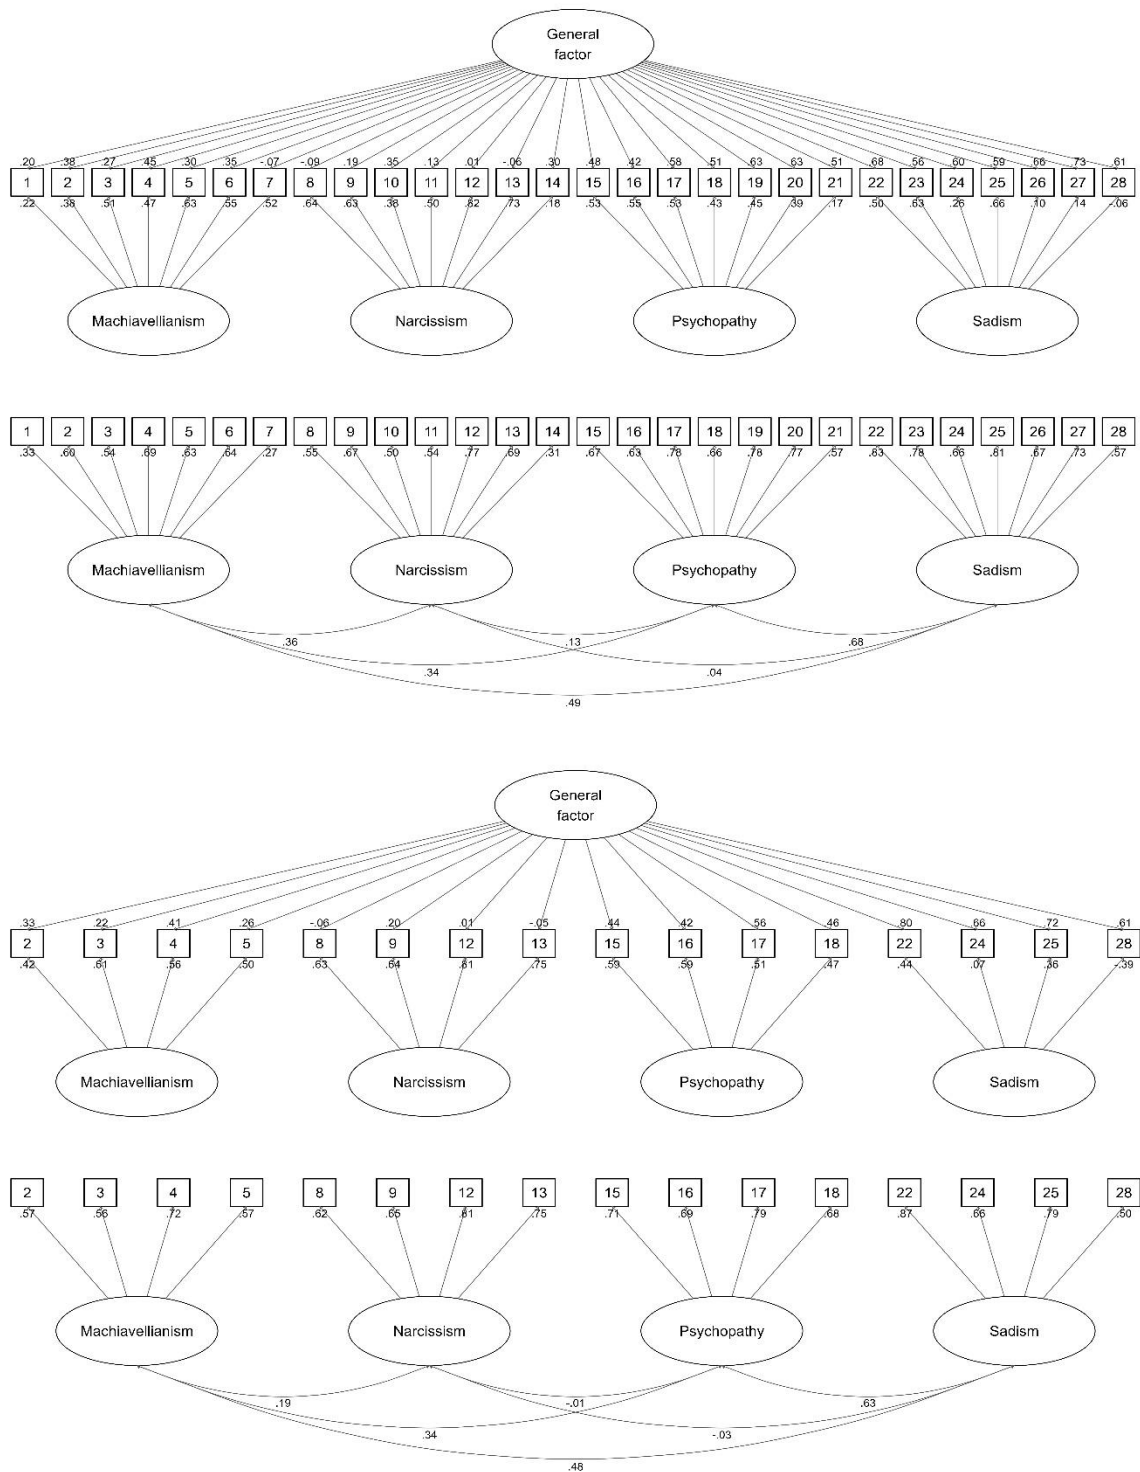 General
factor
.20 .38 .27 .45 .30 .35 -.07 -.09 .19 .35 .13 .01 -.06 .30 .48 .42 .58 .51 .63 .63 .51 .68 .56 .60 .59 .66 .73 .61
1 2 3 4 5 6 7 8 9 10 11 12 13 14 15 16 17 18 19 20 21 22 23 24 25 26 27 28
.22 .38 .51 .47 .63 .55 .52 .64 .63 .38 .50 .73 .18 .53 .55 .53 .43 .45 .39 .17 .50 .26 .66 .10 .14 -.06
Machiavellianism Narcissism Psychopathy Sadism
1 2 3 4 5 6 7 8 9 10 11 12 13 14 15 16 17 18 19 20 21 22 23 24 25 26 27 28
.33 .60 .54 .69 .63 .64 .27 .55 .67 .50 .54 .77 .69 .31 .67 .63 .78 .66 .78 .77 .57 .83 .78 .66 .81 .67 .73 .57
Machiavellianism Narcissism Psychopathy Sadism
.36 .13 .68
.34 .04
.49
General
factor
.33 .22 .41 .26 -.06 .20 .01 -.05 .44 .42 .56 .46 .80 .66 .72 .61
2 3 4 5 8 9 12 13 15 16 17 18 22 24 25 28
.42 .61 .56 .50 .63 .64 .81 .75 .59 .59 .51 .47 .44 .07 .36 -.39
Machiavellianism Narcissism Psychopathy Sadism
2 3 4 5 8 9 12 13 15 16 17 18 22 24 25 28
.57 .56 .72 .57 .62 .65 .81 .75 .71 .69 .79 .68 .87 .66 .79 .50
Machiavellianism Narcissism Psychopathy Sadism
.19 -.01 .63
.34 -.03
.48